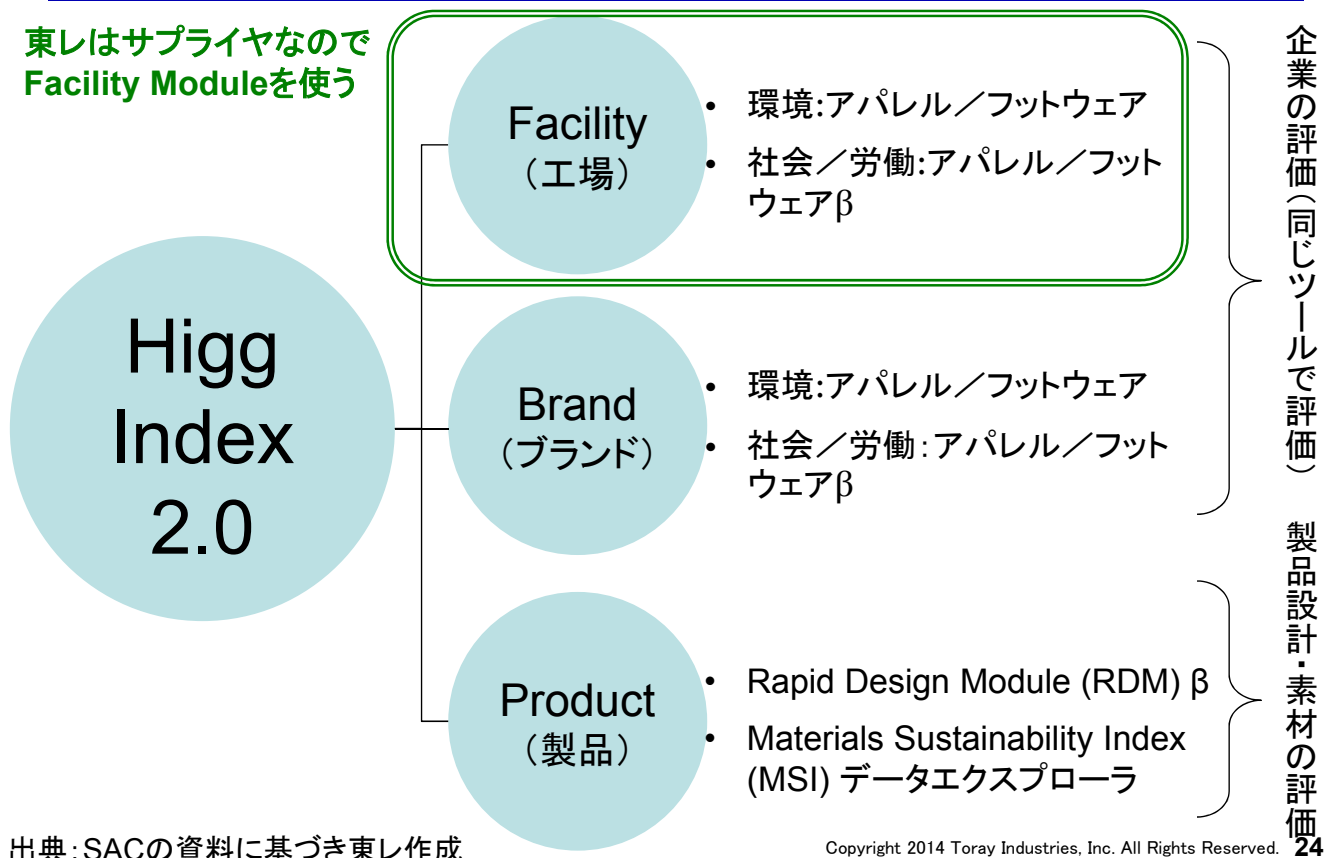 東レはサプライヤなので
Facility Moduleを使う
Higg
Index
2.0
Facility
（工場）
• 環境:アパレル／フットウェア
• 社会／労働:アパレル／フット
ウェアβ
Brand
（ブランド）
• 環境:アパレル／フットウェア
• 社会／労働：アパレル／フット
ウェアβ
Product
（製品）
• Rapid Design Module (RDM) β
• Materials Sustainability Index
(MSI) データエクスプローラ
企業の評価（同じツールで評価）
製品設計・素材の評価
出典：SACの資料に基づき東レ作成
Copyright 2014 Toray Industries, Inc. All Rights Reserved. 24